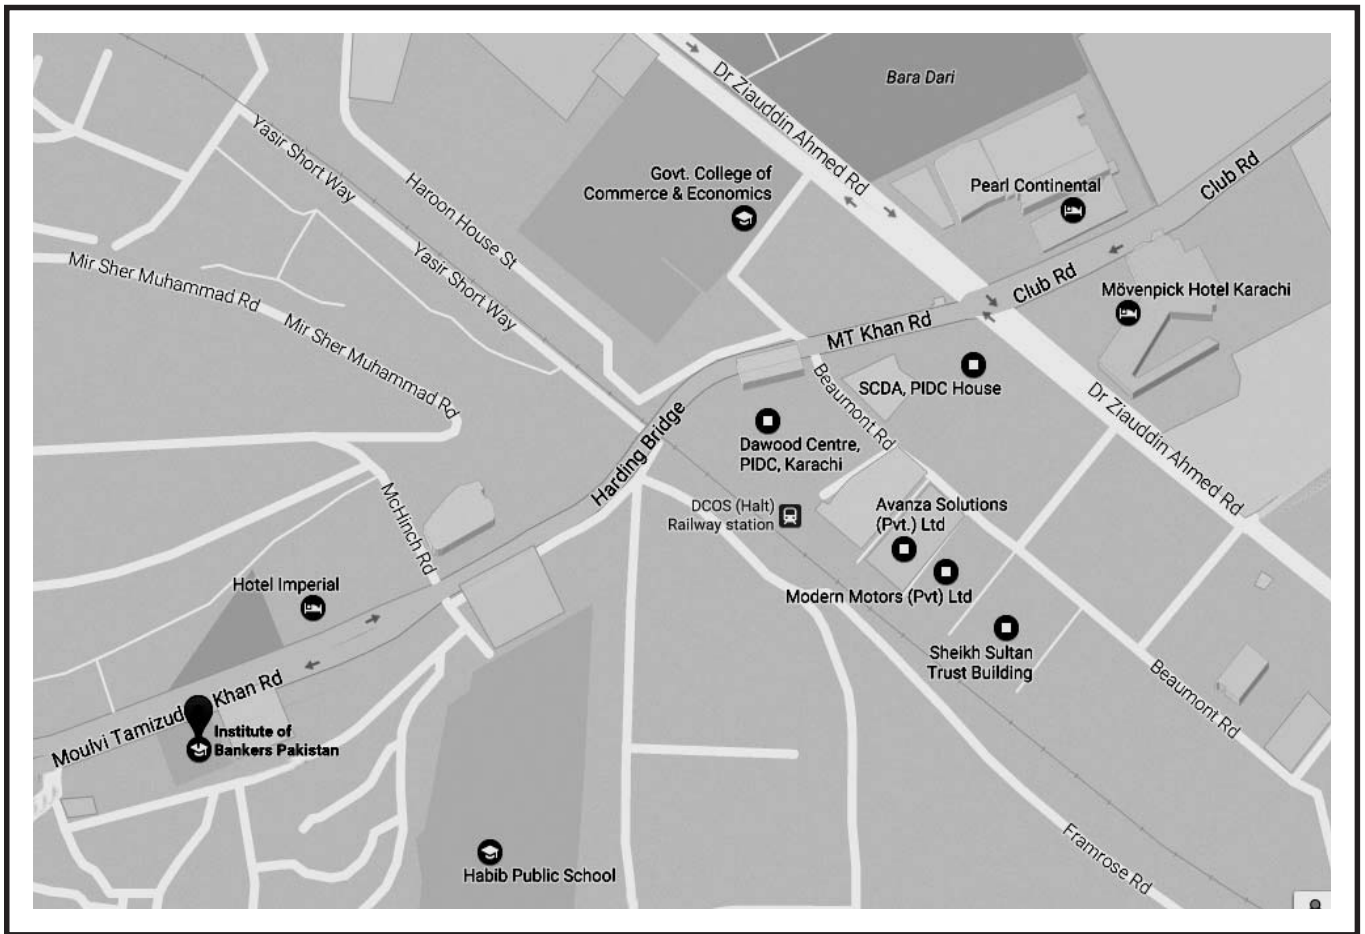 Bara Dari
Dr Ziauddin Ahmed Rd
Yasir Short Way
Haroon House St
Govt. College of
Commerce & Economics
Pearl Continental
Club Rd
Yasir Short Way
Mir Sher Muhammad Rd
Club Rd
Mövenpick Hotel Karachi
Mir Sher Muhammad Rd
MT Khan Rd
SCDA, PIDC House
Beaumont Rd
Dr Ziauddin Ahmed Rd
Harding Bridge
Dawood Centre,
PIDC, Karachi
McHinch Rd
DCOS (Halt)
Railway station
Avanza Solutions
(Pvt.) Ltd
Hotel Imperial
Modern Motors (Pvt) Ltd
Sheikh Sultan
Trust Building
Beaumont Rd
Moulvi Tamizud Khan Rd
Institute of
Bankers Pakistan
Framrose Rd
Habib Public School